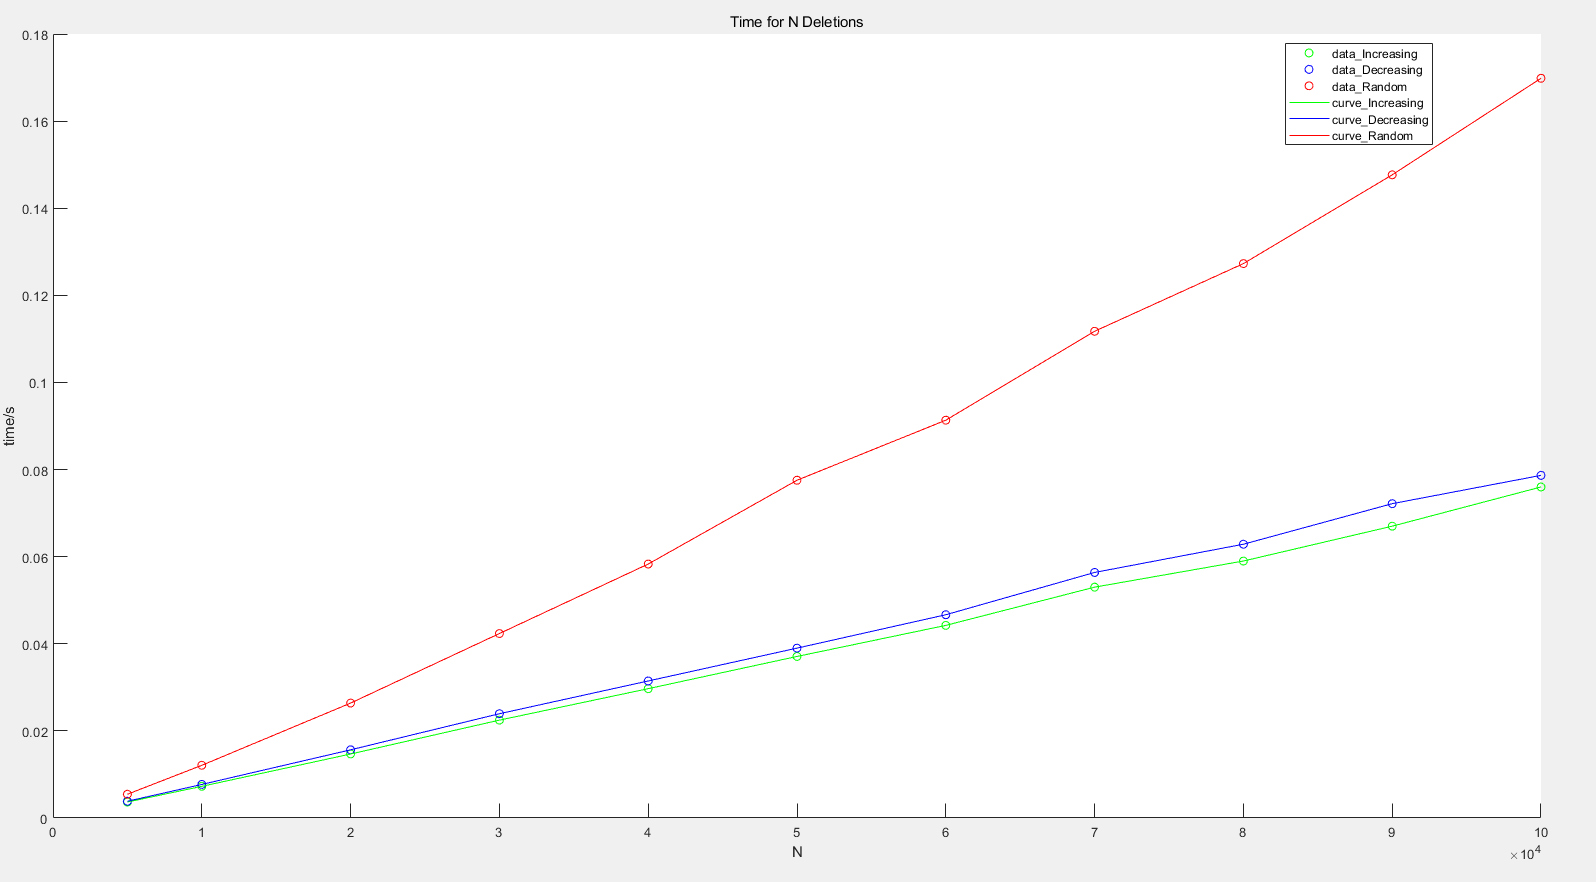 Time for N Deletions
data_Increasing
data_Decreasing
data_Random
curve_Increasing
curve_Decreasing
curve_Random
0.18
0.16
0.14
0.12
0.1
0.08
0.06
0.04
0.02
0
time/s
0 1 2 3 4 5 6 7 8 9 10
N
×10⁴